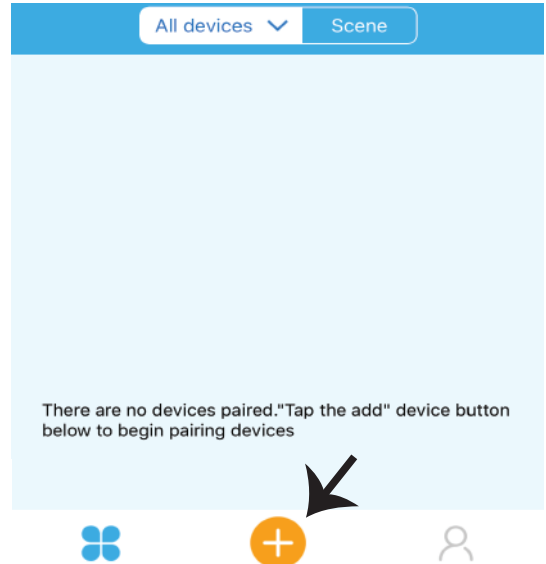 All devices Scene
There are no devices paired."Tap the add" device button
below to begin pairing devices